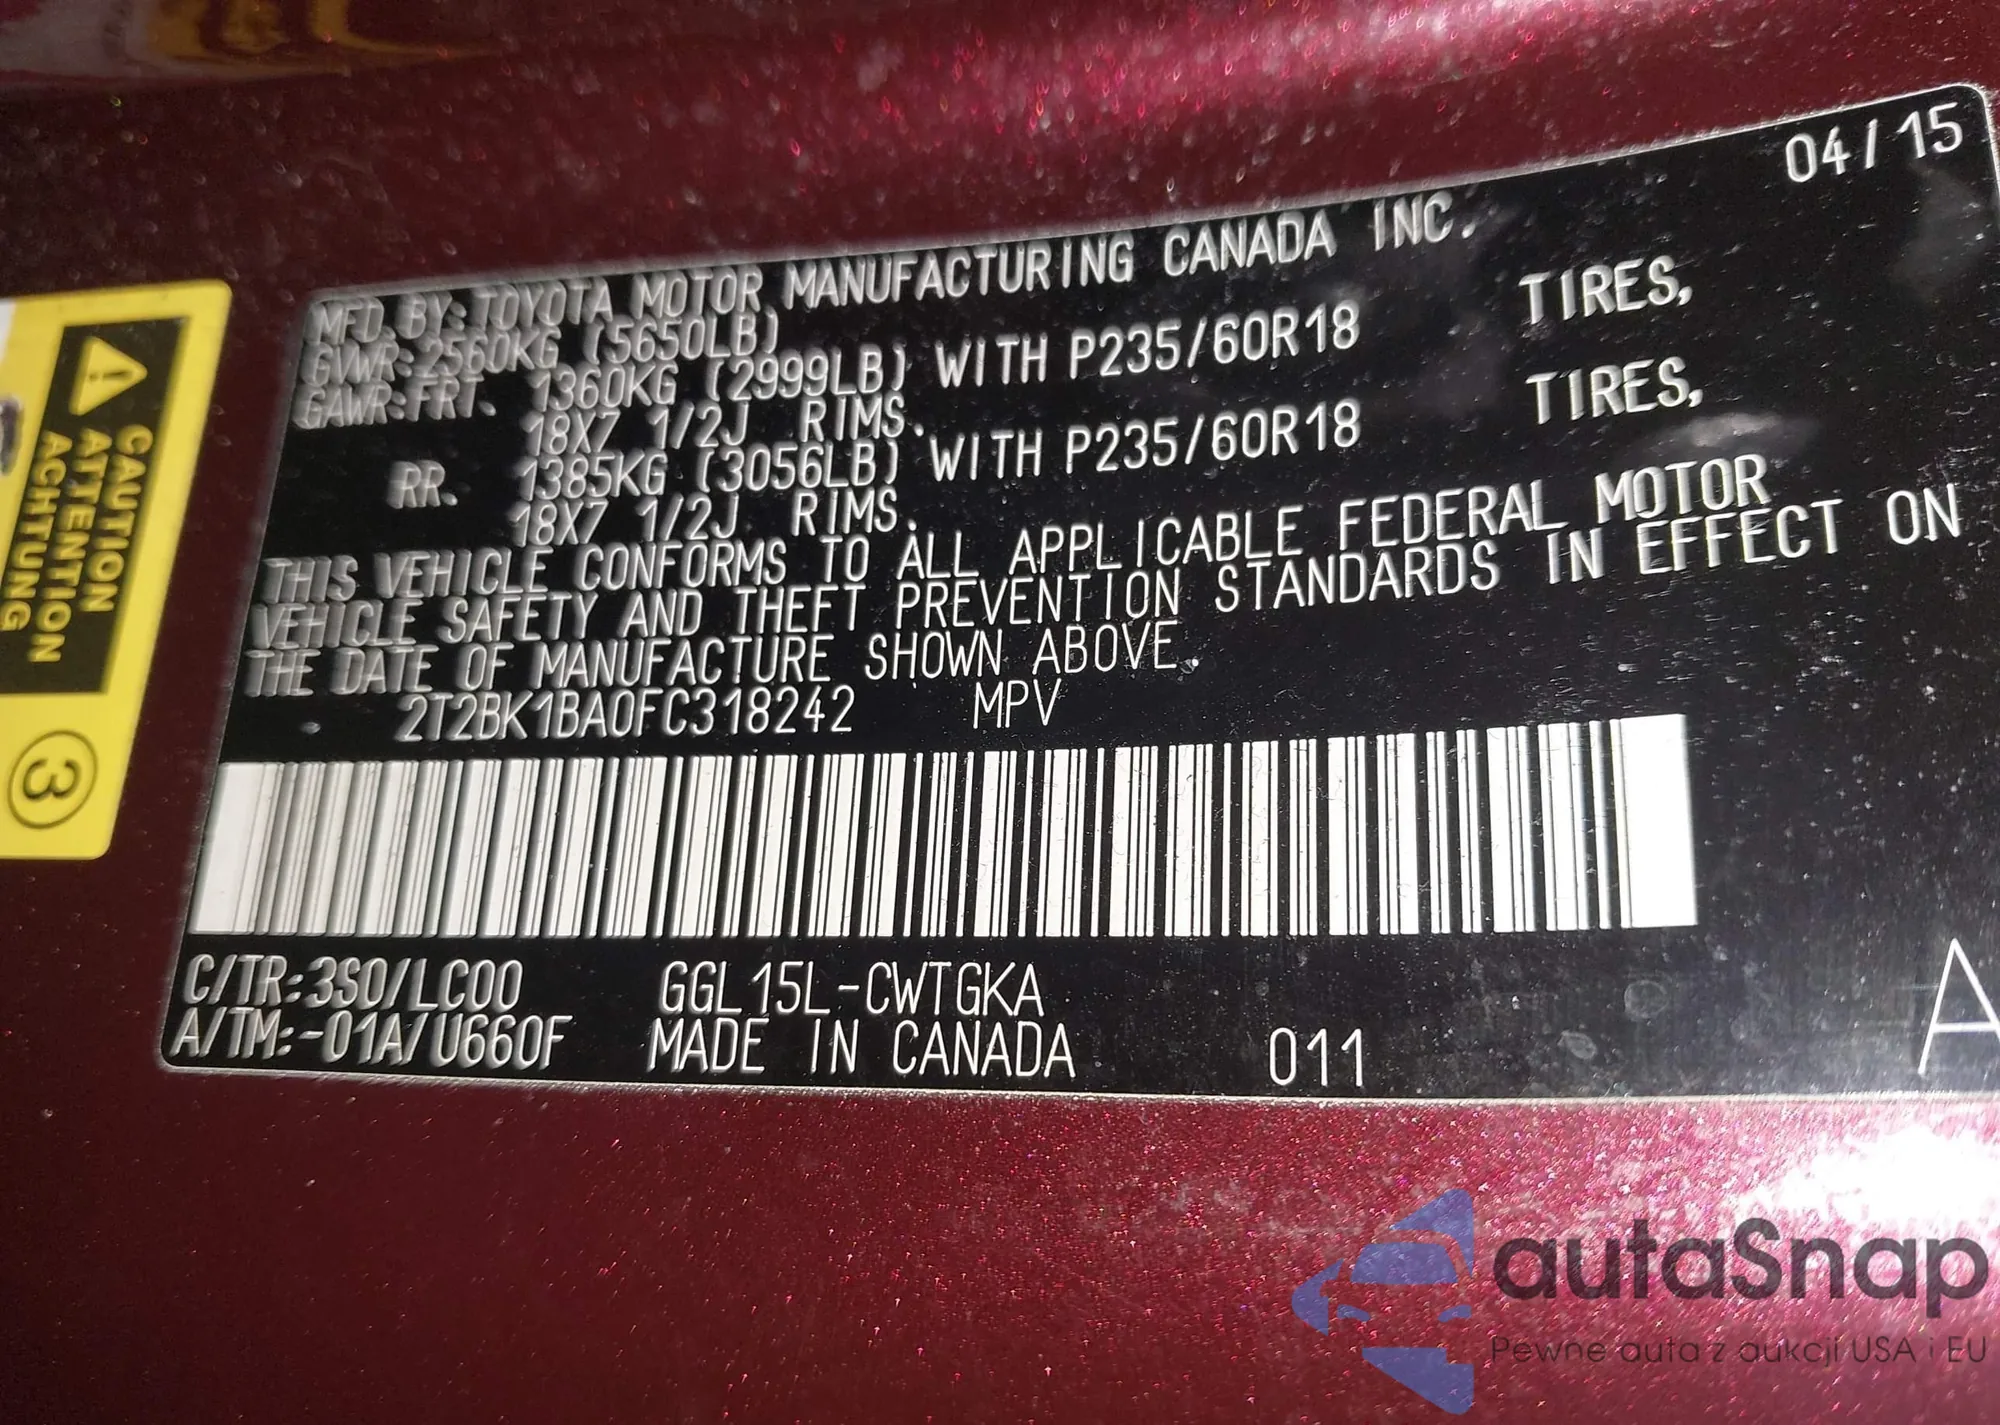 04/15
MFD. BY: TOYOTA MOTOR MANUFACTURING CANADA INC.
GVWR:2560KG (5650LB)
GAWR:FRT. 1360KG (2999LB) WITH P235/60R18 TIRES,
18X7 1/2J RIMS.
RR. 1385KG (3056LB) WITH P235/60R18 TIRES,
18X7 1/2J RIMS.
THIS VEHICLE CONFORMS TO ALL APPLICABLE FEDERAL MOTOR
VEHICLE SAFETY AND THEFT PREVENTION STANDARDS IN EFFECT ON
THE DATE OF MANUFACTURE SHOWN ABOVE.
2T2BK1BA0FC318242 MPV
C/TR:3S0/LC00 GGL15L-CWTGKA
A/TM:-01A/U660F MADE IN CANADA 011
A
CAUTION
ATTENTION
ACHTUNG
3
autaSnap
Pewne auta z aukcji USA i EU